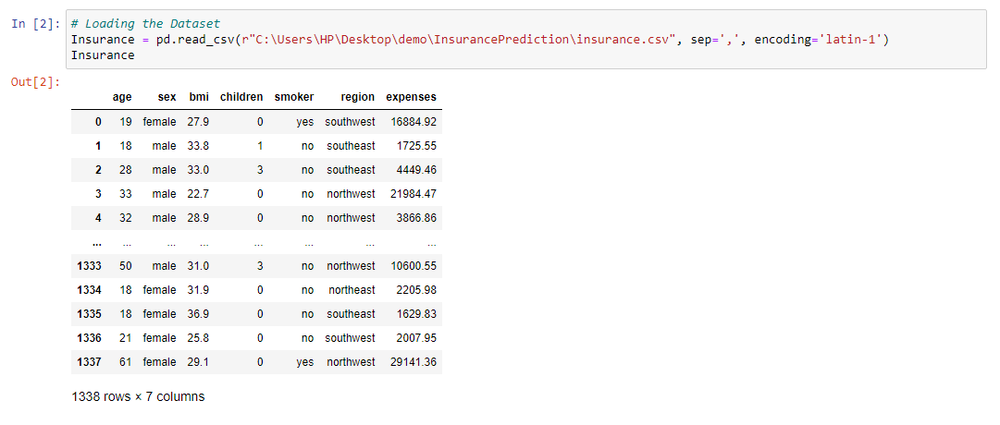 In [2]: # Loading the Dataset
Insurance = pd.read_csv(r"C:\Users\HP\Desktop\demo\InsurancePrediction\insurance.csv", sep=',', encoding='latin-1')
Insurance
Out[2]:
age sex bmi children smoker region expenses
0 19 female 27.9 0 yes southwest 16884.92
1 18 male 33.8 1 no southeast 1725.55
2 28 male 33.0 3 no southeast 4449.46
3 33 male 22.7 0 no northwest 21984.47
4 32 male 28.9 0 no northwest 3866.86
... ... ... ... ... ... ... ...
1333 50 male 31.0 3 no northwest 10600.55
1334 18 female 31.9 0 no northeast 2205.98
1335 18 female 36.9 0 no southeast 1629.83
1336 21 female 25.8 0 no southwest 2007.95
1337 61 female 29.1 0 yes northwest 29141.36
1338 rows × 7 columns